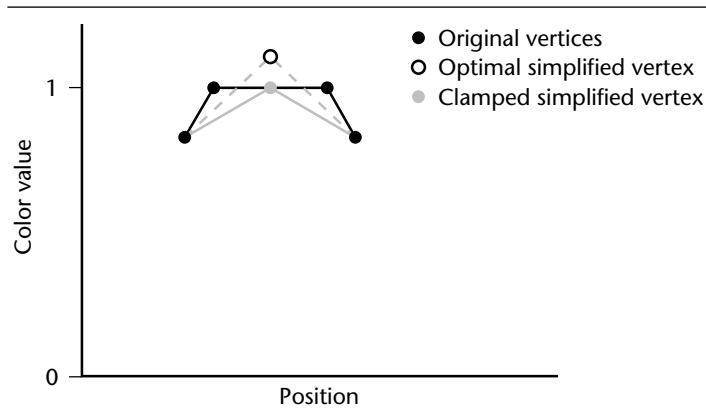 Original vertices
Optimal simplified vertex
Clamped simplified vertex
1
Color value
0
Position